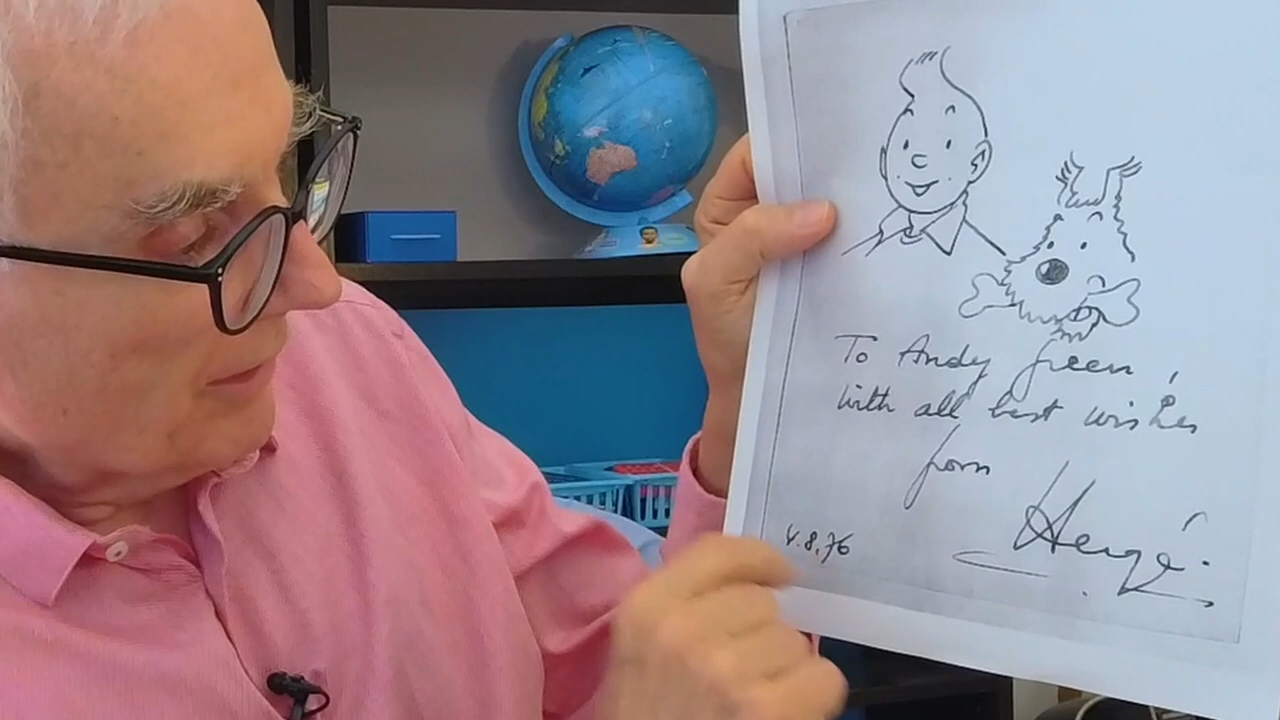 To Andy Green,
with all best wishes
from
Hergé.
4.8.76